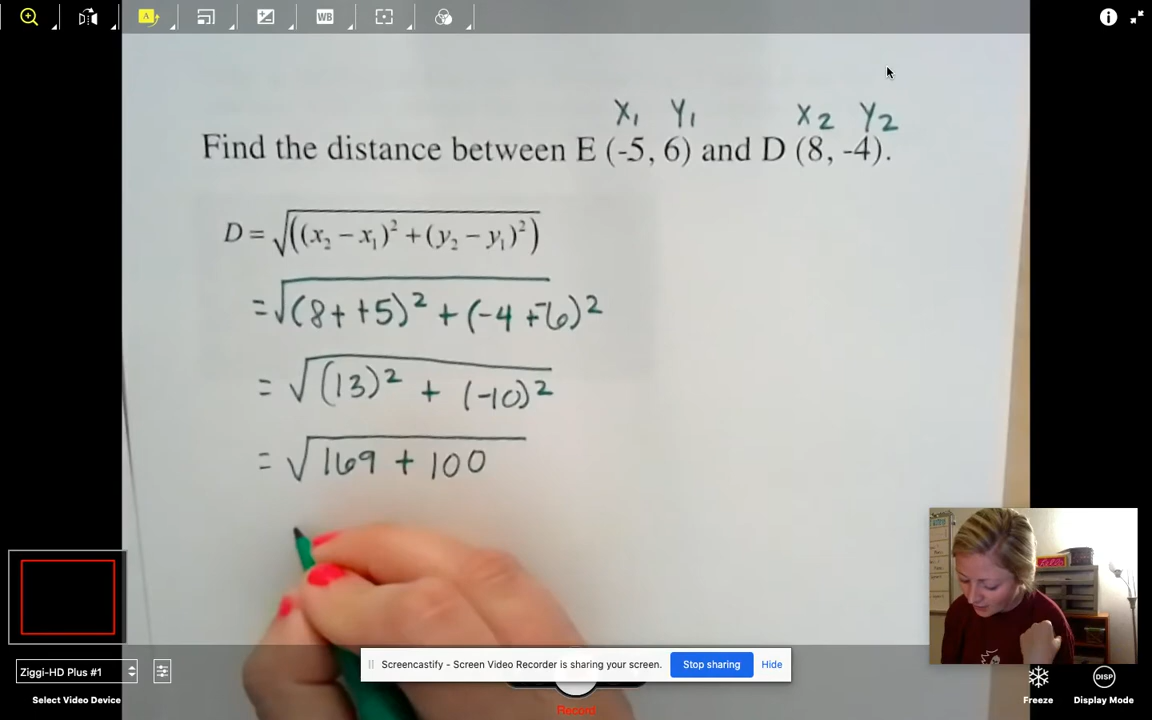 A
WB
X₁ Y₁ X₂ Y₂
Find the distance between E (-5, 6) and D (8, -4).
D = √((x₂ − x₁)² + (y₂ − y₁)²)
= √(8 + +5)² + (-4 + -6)²
= √(13)² + (-10)²
= √169 + 100
Ziggi-HD Plus #1
Select Video Device
Screencastify - Screen Video Recorder is sharing your screen.
Stop sharing
Hide
Record
DISP
Freeze
Display Mode